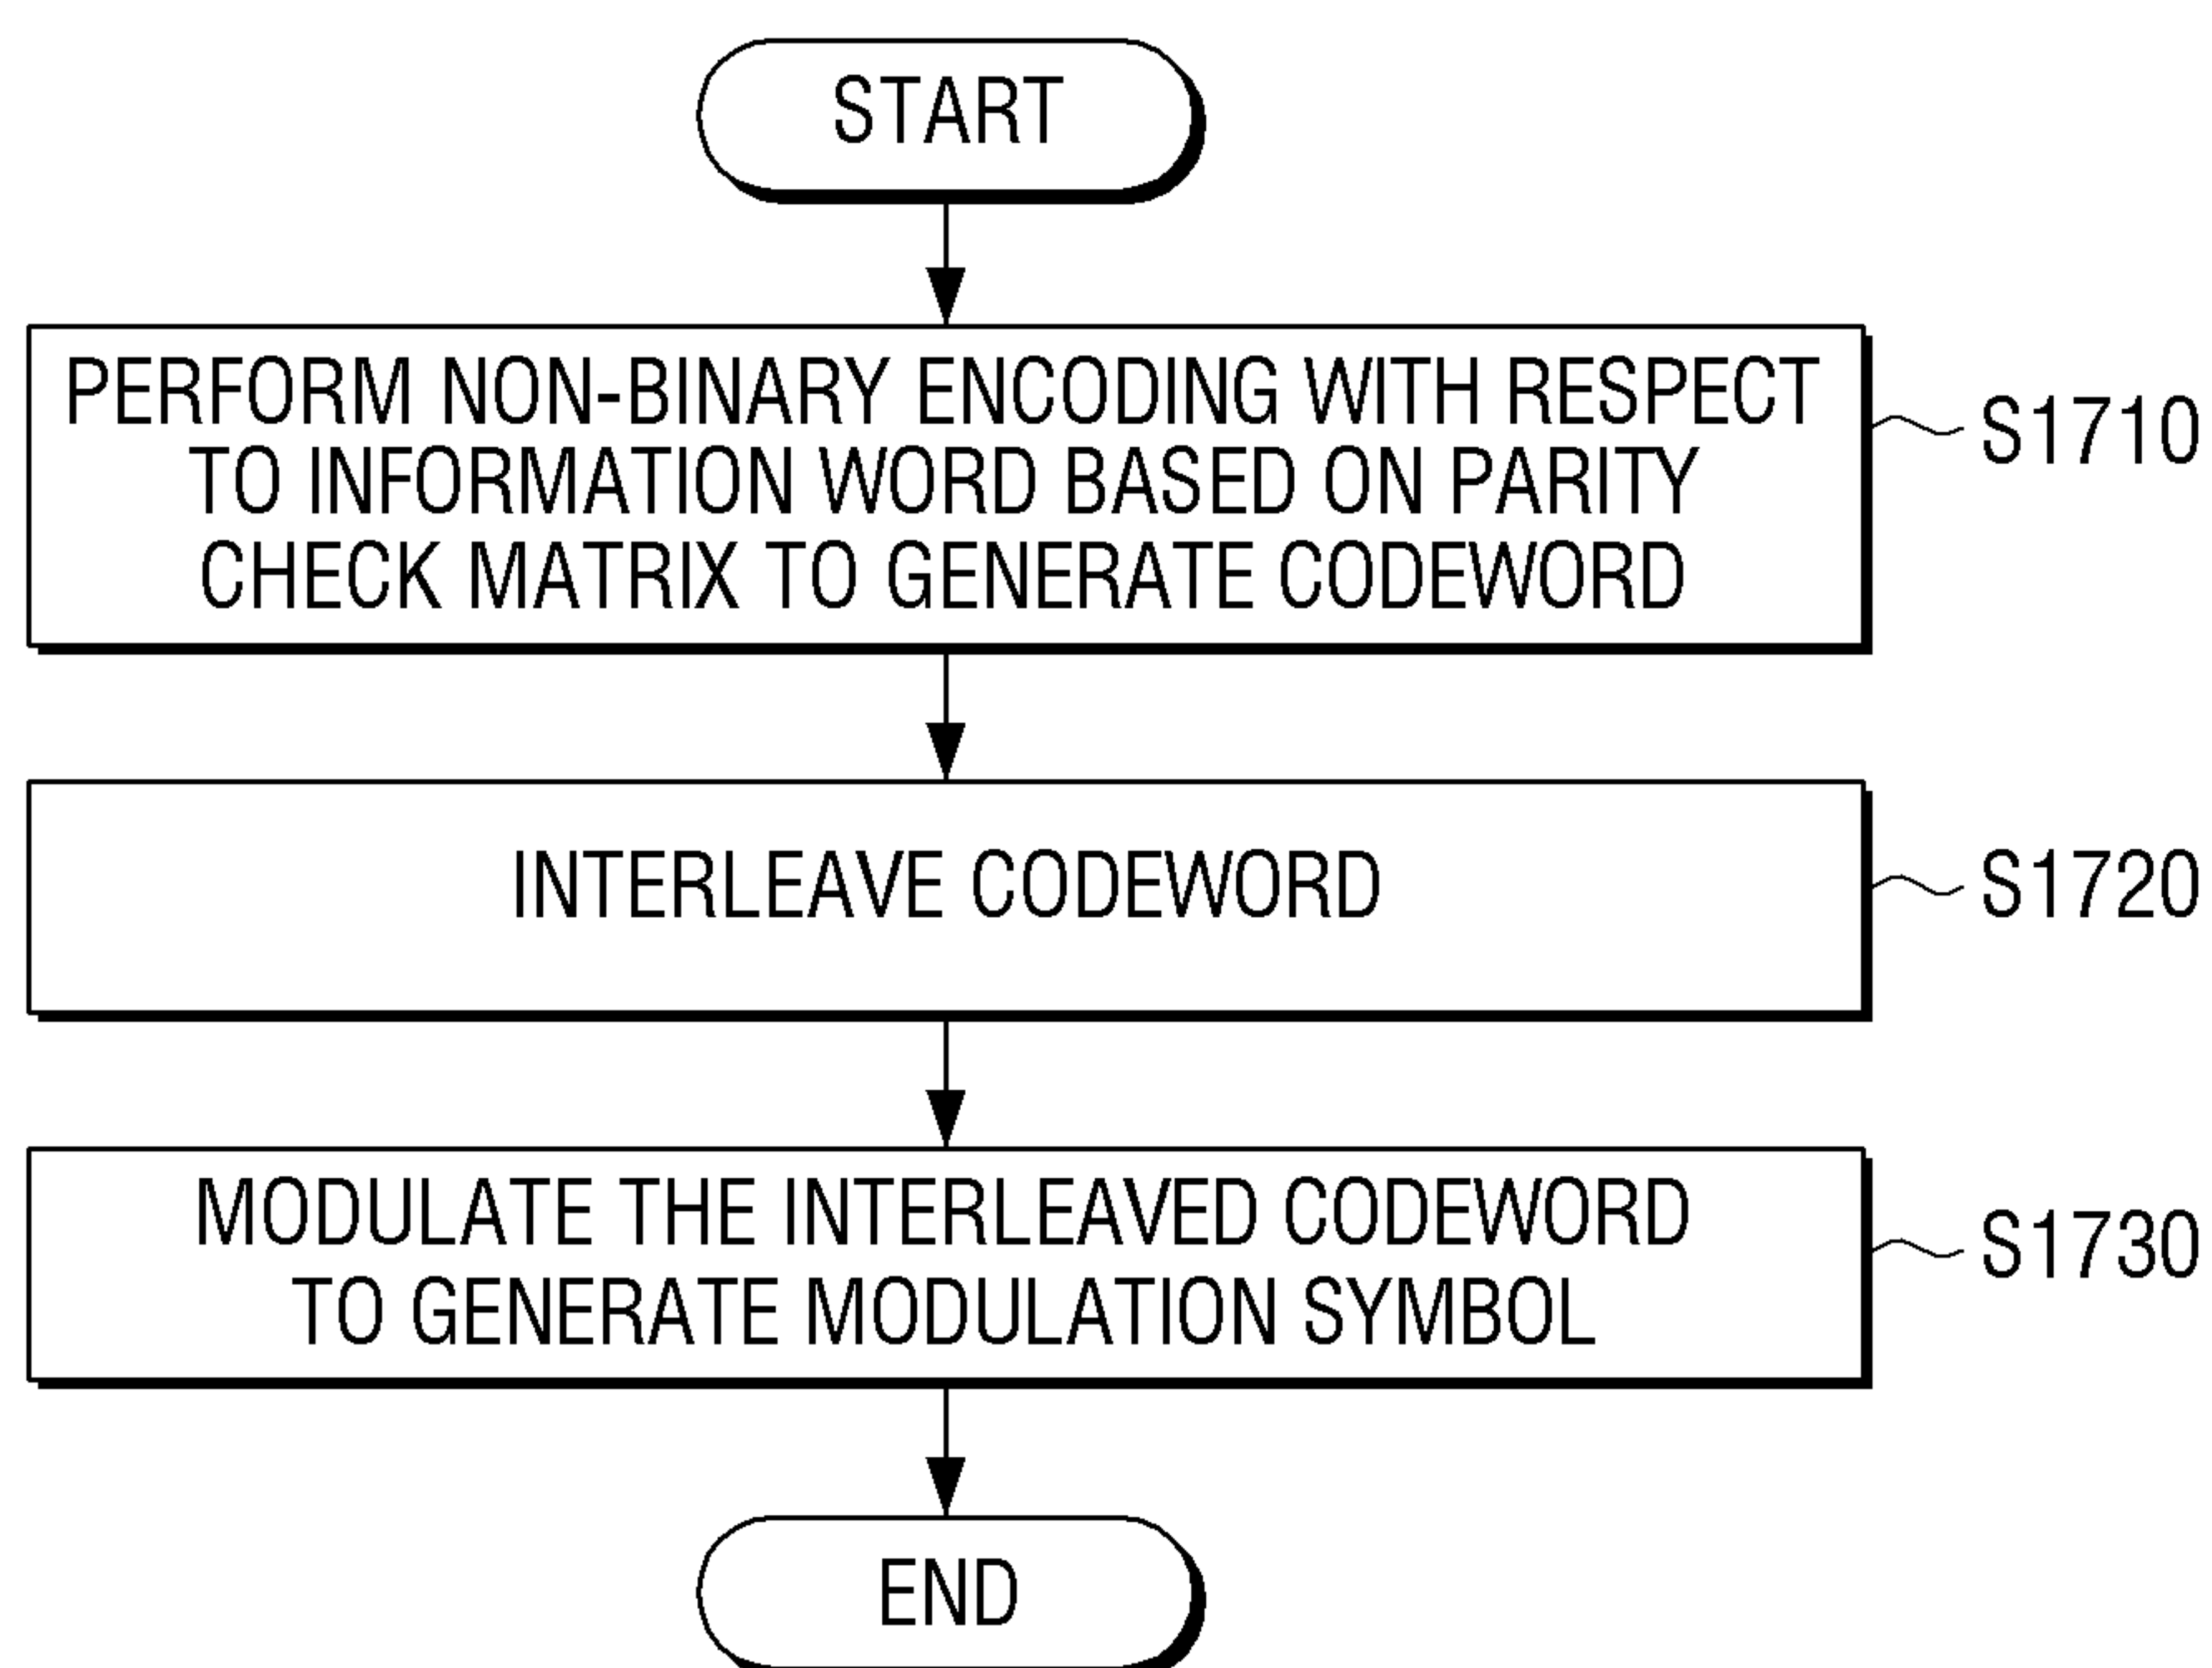 START
PERFORM NON-BINARY ENCODING WITH RESPECT
TO INFORMATION WORD BASED ON PARITY
CHECK MATRIX TO GENERATE CODEWORD
S1710
INTERLEAVE CODEWORD
S1720
MODULATE THE INTERLEAVED CODEWORD
TO GENERATE MODULATION SYMBOL
S1730
END